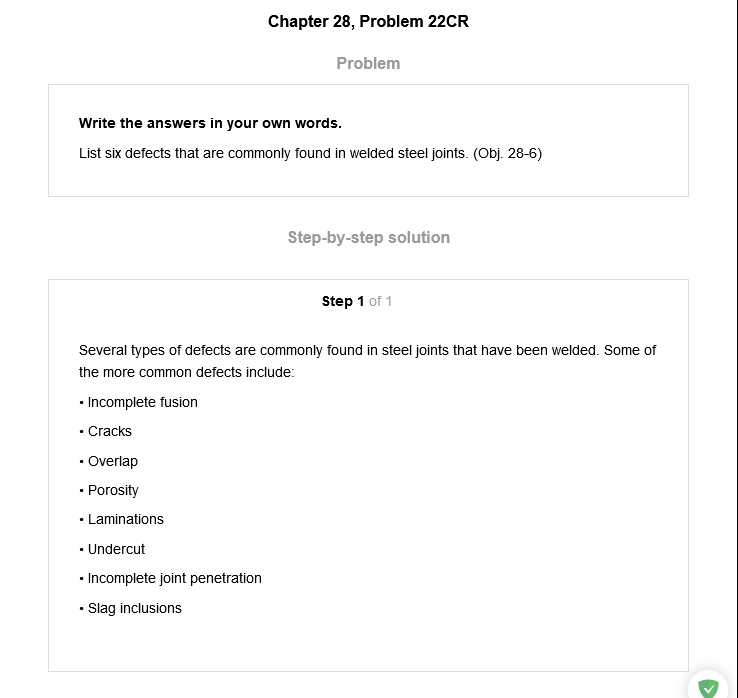 Chapter 28, Problem 22CR
Problem
Write the answers in your own words.
List six defects that are commonly found in welded steel joints. (Obj. 28-6)
Step-by-step solution
Step 1 of 1
Several types of defects are commonly found in steel joints that have been welded. Some of
the more common defects include:
• Incomplete fusion
• Cracks
• Overlap
• Porosity
• Laminations
• Undercut
• Incomplete joint penetration
• Slag inclusions